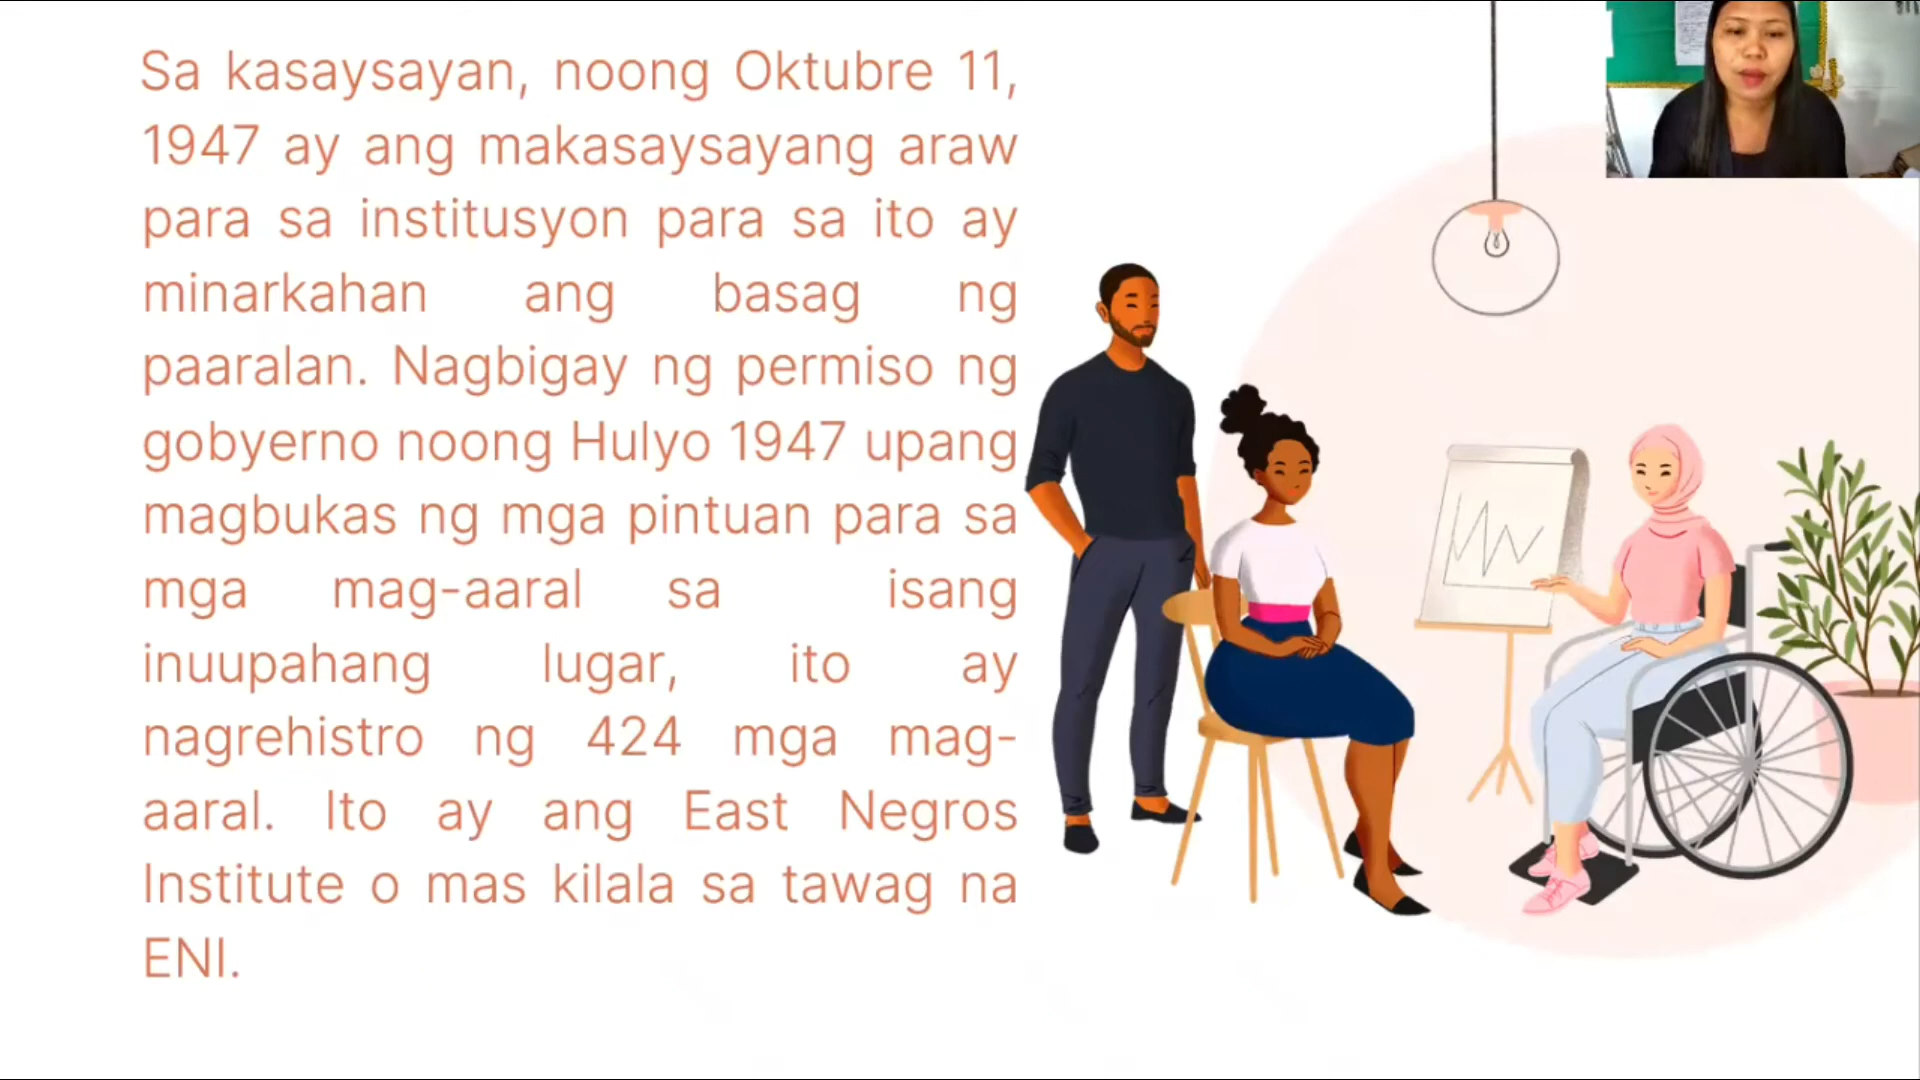 Sa kasaysayan, noong Oktubre 11,
1947 ay ang makasaysayang araw
para sa institusyon para sa ito ay
minarkahan ang basag ng
paaralan. Nagbigay ng permiso ng
gobyerno noong Hulyo 1947 upang
magbukas ng mga pintuan para sa
mga mag-aaral sa isang
inuupahang lugar, ito ay
nagrehistro ng 424 mga mag-
aaral. Ito ay ang East Negros
Institute o mas kilala sa tawag na
ENI.